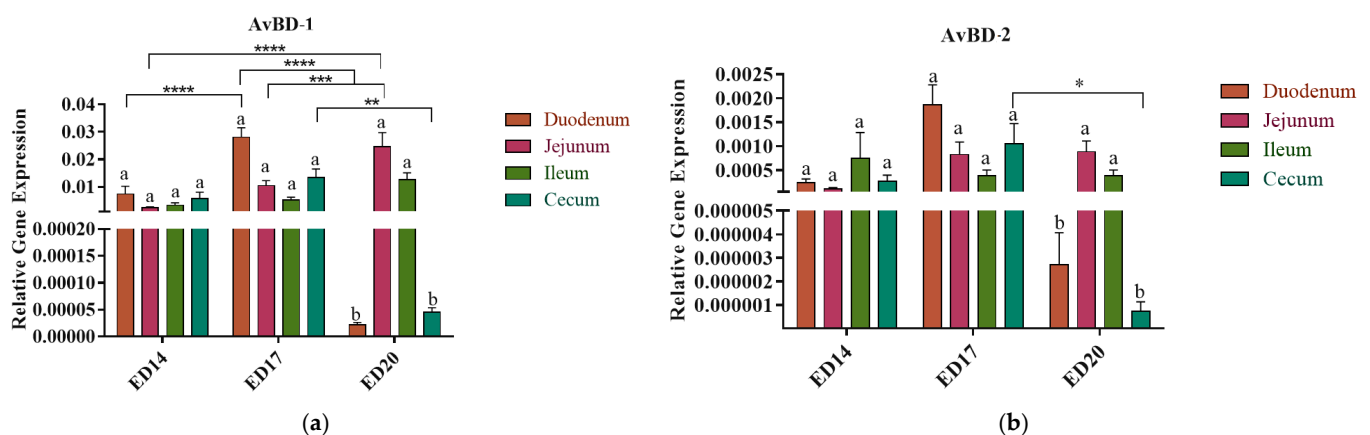 AvBD-1
****
****
***
****
**
Relative Gene Expression
0.04
0.03
0.02
0.01
0.00020
0.00015
0.00010
0.00005
0.00000
a a a a
a a a a
b a a b
ED14 ED17 ED20
Duodenum
Jejunum
Ileum
Cecum
(a)
AvBD-2
*
Relative Gene Expression
0.0025
0.0020
0.0015
0.0010
0.0005
0.000005
0.000004
0.000003
0.000002
0.000001
a a a a
a a a a
b a a b
ED14 ED17 ED20
Duodenum
Jejunum
Ileum
Cecum
(b)